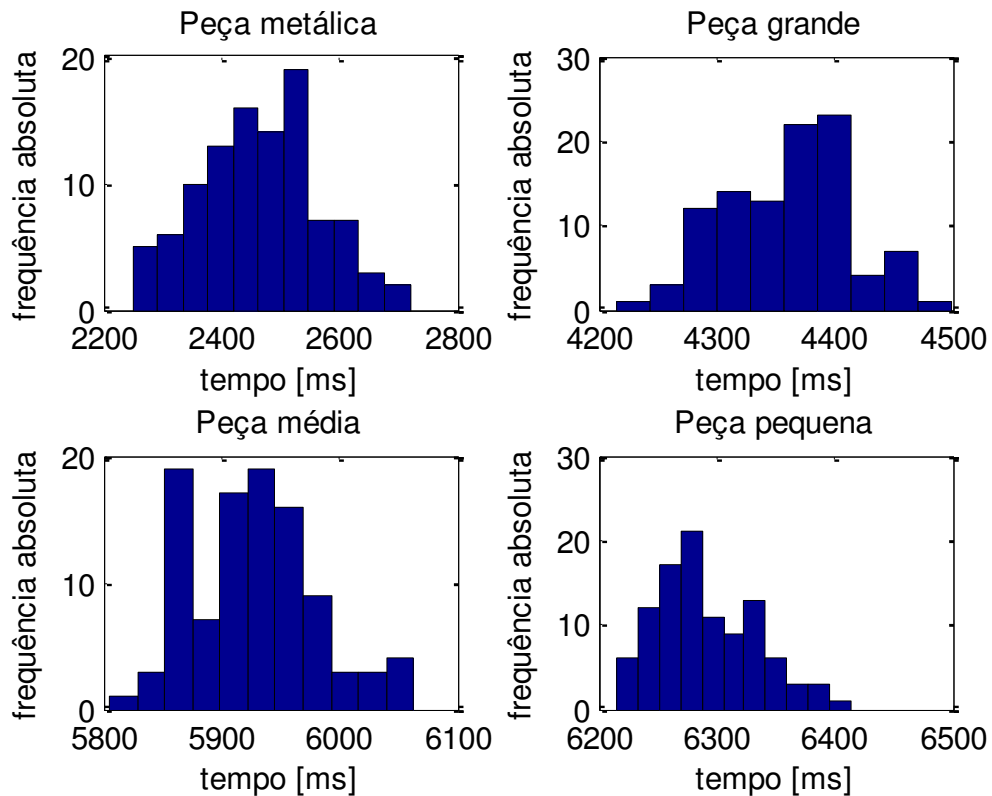 Peça metálica
frequência absoluta
20
10
0
2200 2400 2600 2800
tempo [ms]
Peça grande
frequência absoluta
30
20
10
0
4200 4300 4400 4500
tempo [ms]
Peça média
frequência absoluta
20
10
0
5800 5900 6000 6100
tempo [ms]
Peça pequena
frequência absoluta
30
20
10
0
6200 6300 6400 6500
tempo [ms]